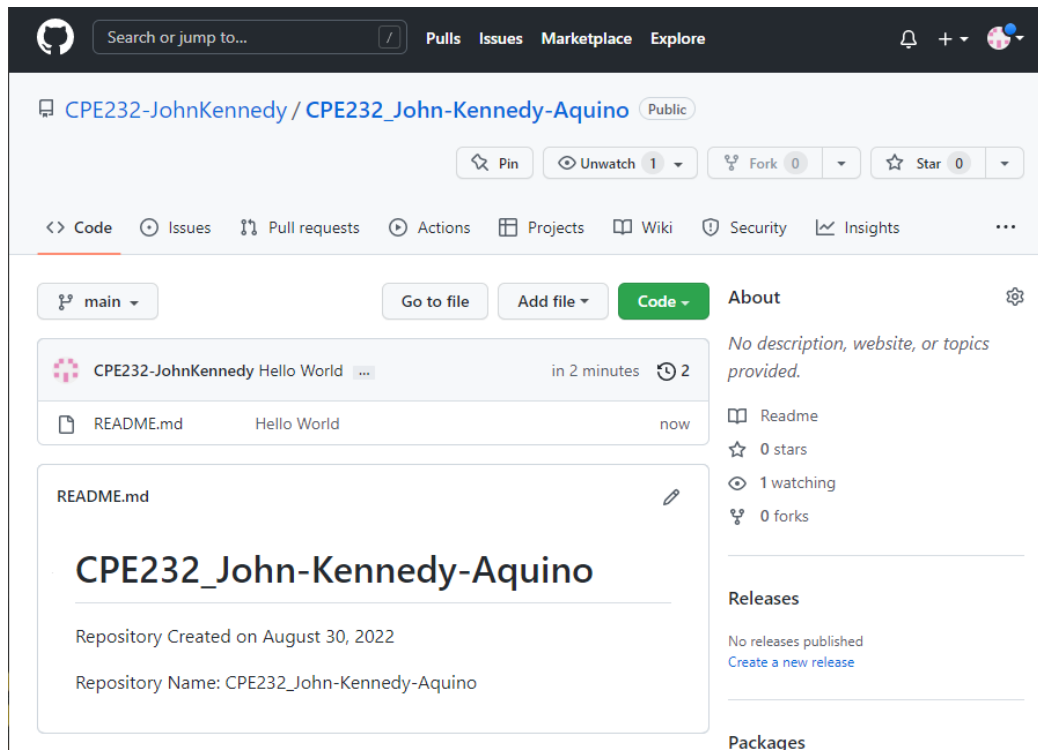 Search or jump to... / Pulls Issues Marketplace Explore
CPE232-JohnKennedy / CPE232_John-Kennedy-Aquino Public
Pin Unwatch 1 Fork 0 Star 0
Code Issues Pull requests Actions Projects Wiki Security Insights ...
main Go to file Add file Code
CPE232-JohnKennedy Hello World ... in 2 minutes 2
README.md Hello World now
README.md
CPE232_John-Kennedy-Aquino
Repository Created on August 30, 2022
Repository Name: CPE232_John-Kennedy-Aquino
About
No description, website, or topics
provided.
Readme
0 stars
1 watching
0 forks
Releases
No releases published
Create a new release
Packages